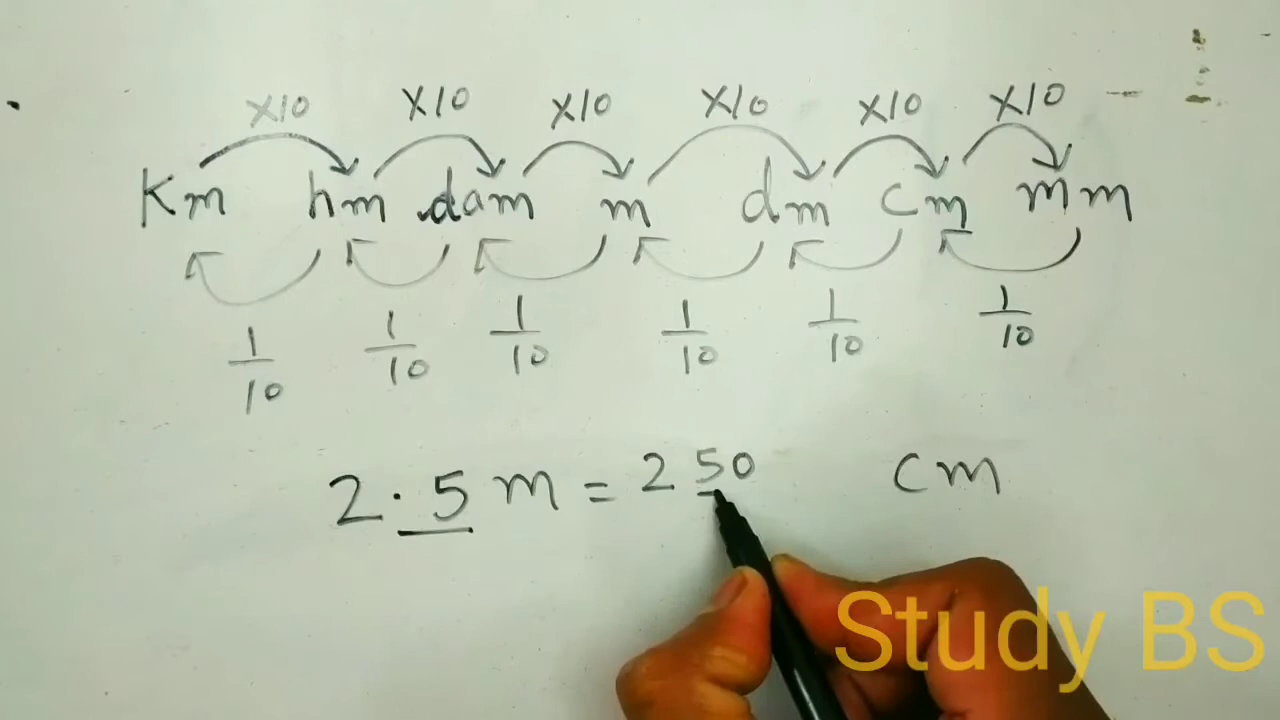 X10 X10 X10 X10 X10 X10
Km hm dam m dm cm mm
1/10 1/10 1/10 1/10 1/10 1/10
2.5 m = 250 cm
Study BS